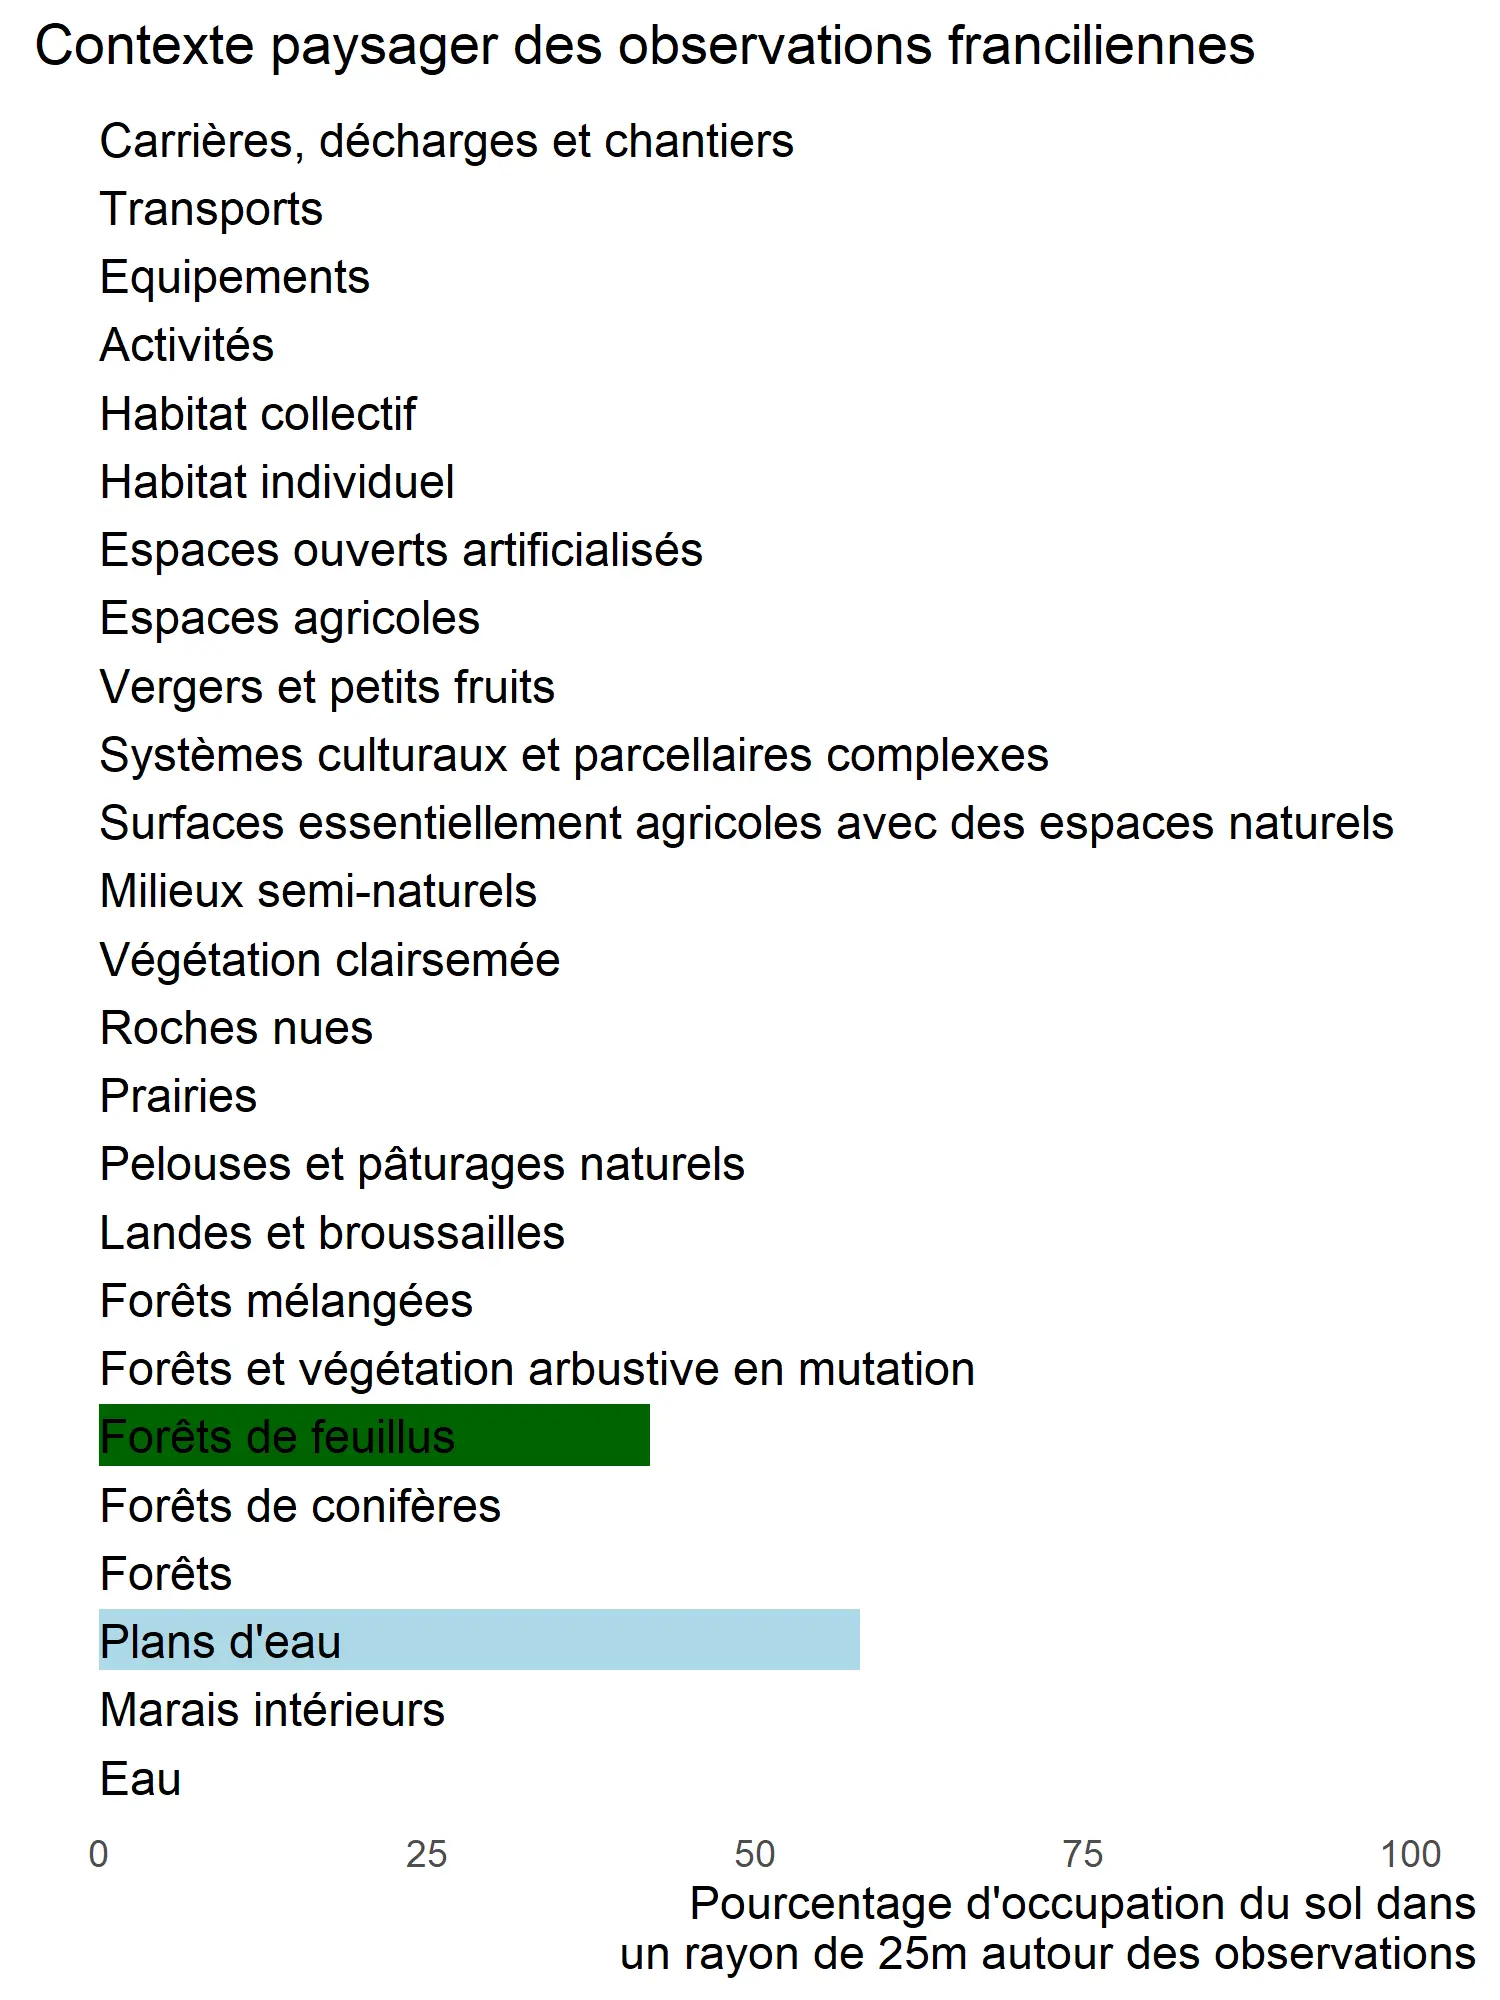 Contexte paysager des observations franciliennes
Carrières, décharges et chantiers
Transports
Equipements
Activités
Habitat collectif
Habitat individuel
Espaces ouverts artificialisés
Espaces agricoles
Vergers et petits fruits
Systèmes culturaux et parcellaires complexes
Surfaces essentiellement agricoles avec des espaces naturels
Milieux semi-naturels
Végétation clairsemée
Roches nues
Prairies
Pelouses et pâturages naturels
Landes et broussailles
Forêts mélangées
Forêts et végétation arbustive en mutation
Forêts de feuillus
Forêts de conifères
Forêts
Plans d'eau
Marais intérieurs
Eau
0 25 50 75 100
Pourcentage d'occupation du sol dans
un rayon de 25m autour des observations